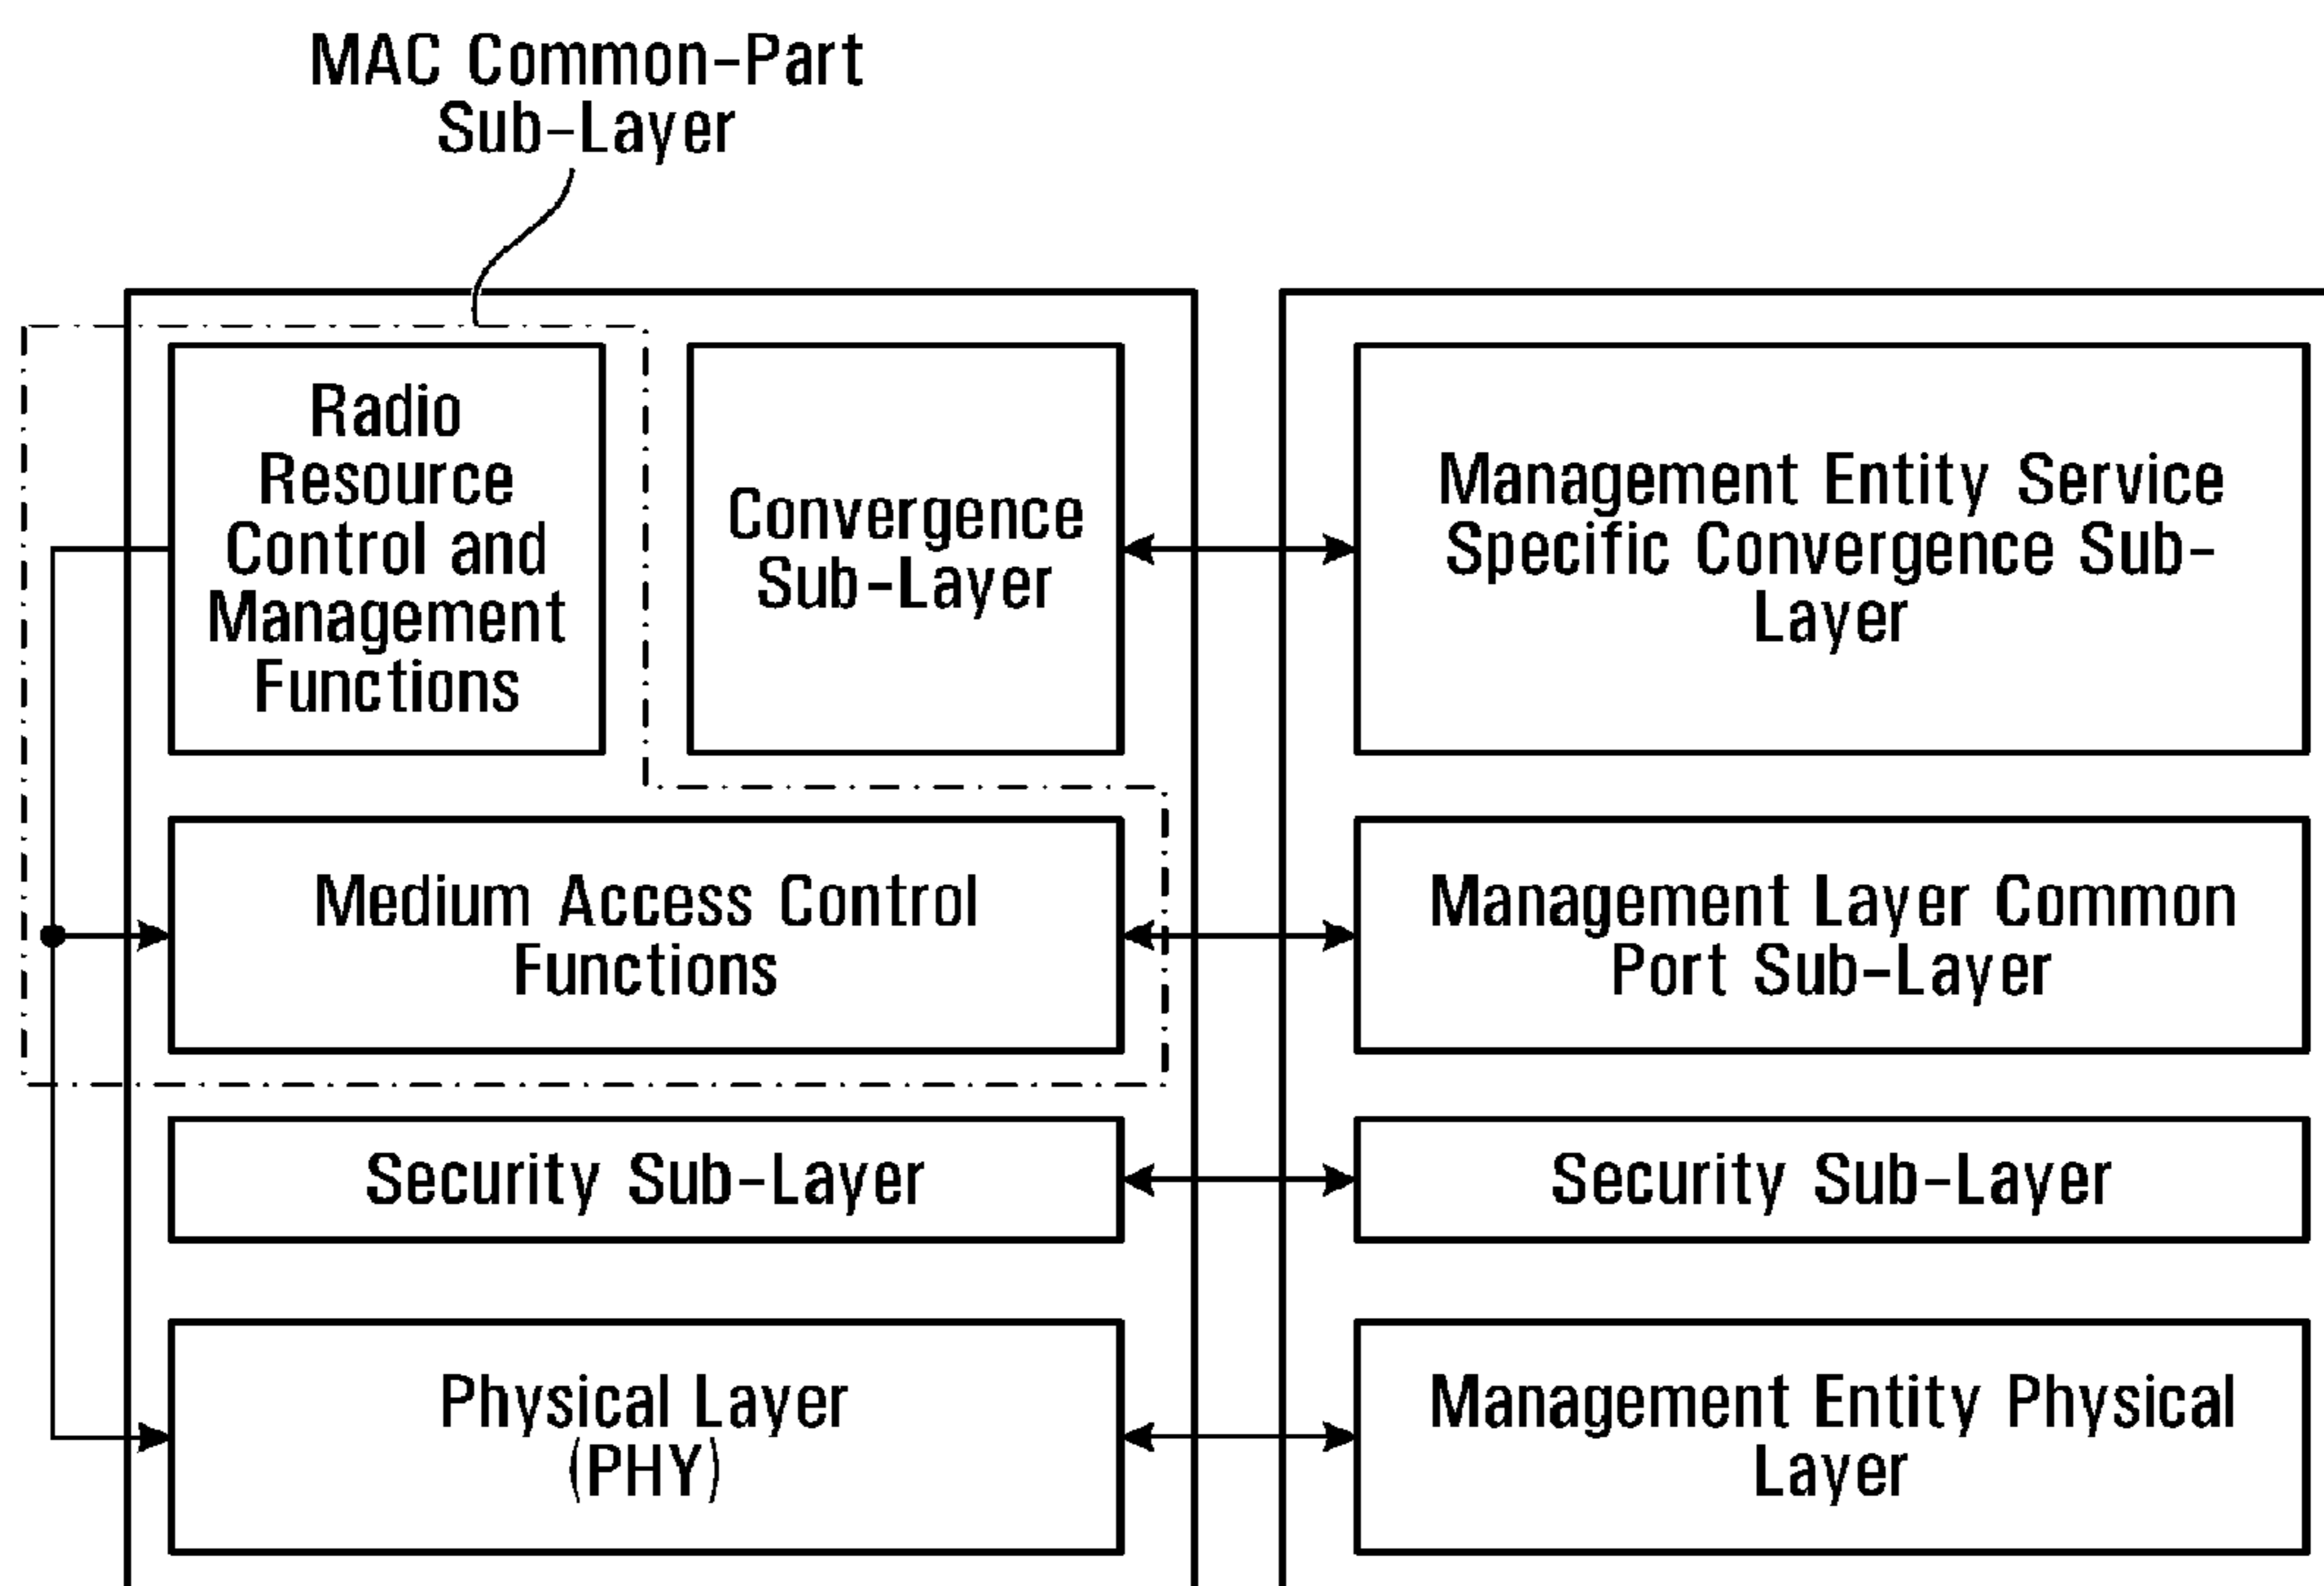 MAC Common-Part
Sub-Layer
Radio
Resource
Control and
Management
Functions
Convergence
Sub-Layer
Management Entity Service
Specific Convergence Sub-
Layer
Medium Access Control
Functions
Management Layer Common
Port Sub-Layer
Security Sub-Layer
Security Sub-Layer
Physical Layer
(PHY)
Management Entity Physical
Layer